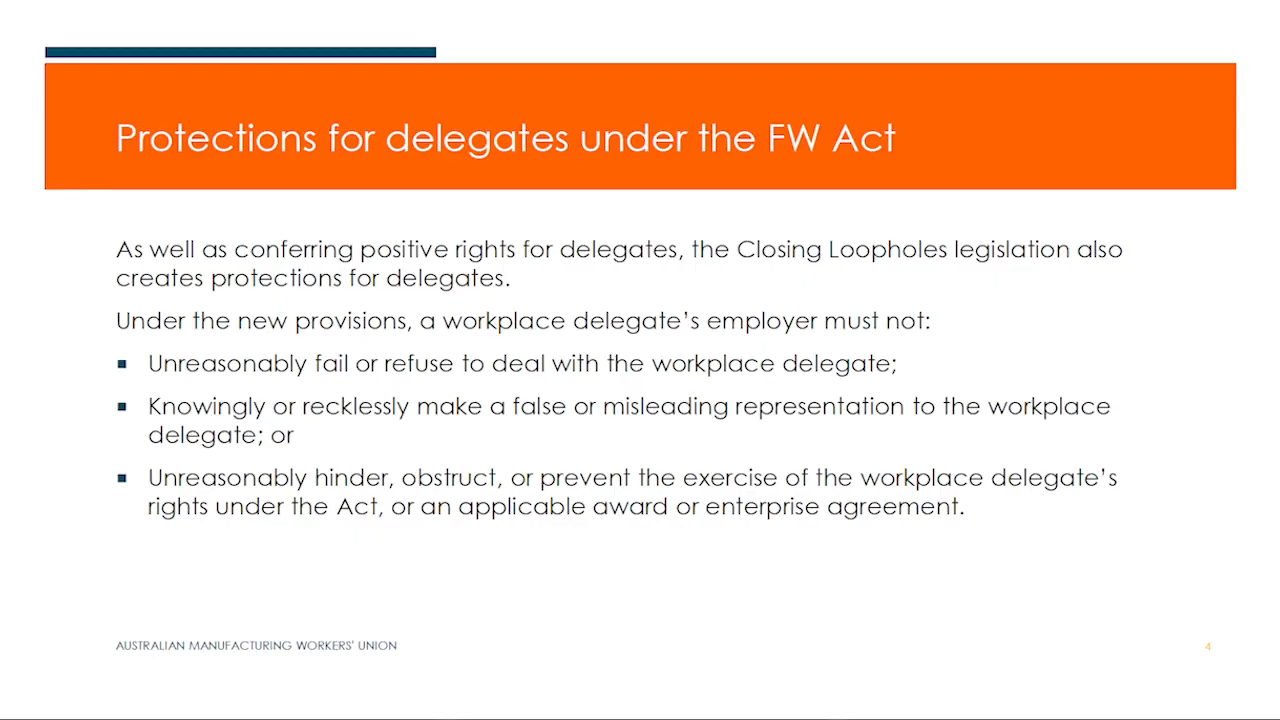 Protections for delegates under the FW Act
As well as conferring positive rights for delegates, the Closing Loopholes legislation also
creates protections for delegates.
Under the new provisions, a workplace delegate’s employer must not:
▪ Unreasonably fail or refuse to deal with the workplace delegate;
▪ Knowingly or recklessly make a false or misleading representation to the workplace
delegate; or
▪ Unreasonably hinder, obstruct, or prevent the exercise of the workplace delegate’s
rights under the Act, or an applicable award or enterprise agreement.
AUSTRALIAN MANUFACTURING WORKERS' UNION
4